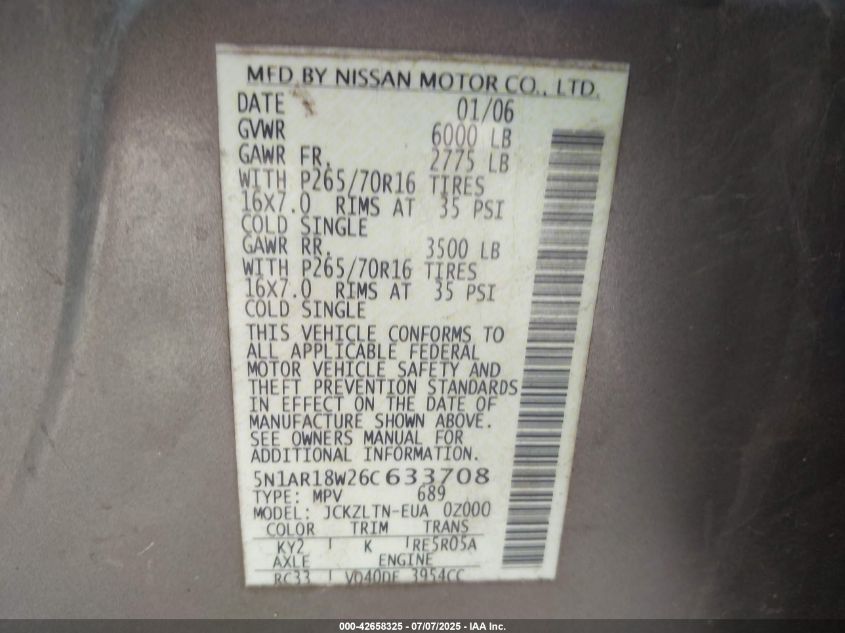 MFD.BY NISSAN MOTOR CO., LTD.
DATE 01/06
GVWR 6000 LB
GAWR FR. 2775 LB
WITH P265/70R16 TIRES
16X7.0 RIMS AT 35 PSI
COLD SINGLE
GAWR RR. 3500 LB
WITH P265/70R16 TIRES
16X7.0 RIMS AT 35 PSI
COLD SINGLE
THIS VEHICLE CONFORMS TO
ALL APPLICABLE FEDERAL
MOTOR VEHICLE SAFETY AND
THEFT PREVENTION STANDARDS
IN EFFECT ON THE DATE OF
MANUFACTURE SHOWN ABOVE.
SEE OWNERS MANUAL FOR
ADDITIONAL INFORMATION.
5N1AR18W26C633708
TYPE: MPV 689
MODEL: JCKZLTN-EUA 0Z000
COLOR TRIM TRANS
KY2 K RE5R05A
AXLE ENGINE
RC33 VQ40DE 3954CC
000-42658325 - 07/07/2025 - IAA Inc.